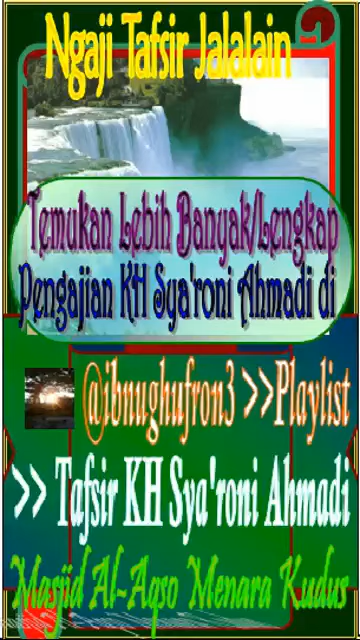 Ngaji Tafsir Jalalain
Temukan Lebih Banyak/Lengkap
Pengajian KH Sya'roni Ahmadi di
@ibnughufron3 >>Playlist
>> Tafsir KH Sya'roni Ahmadi
Masjid Al-Aqso Menara Kudus